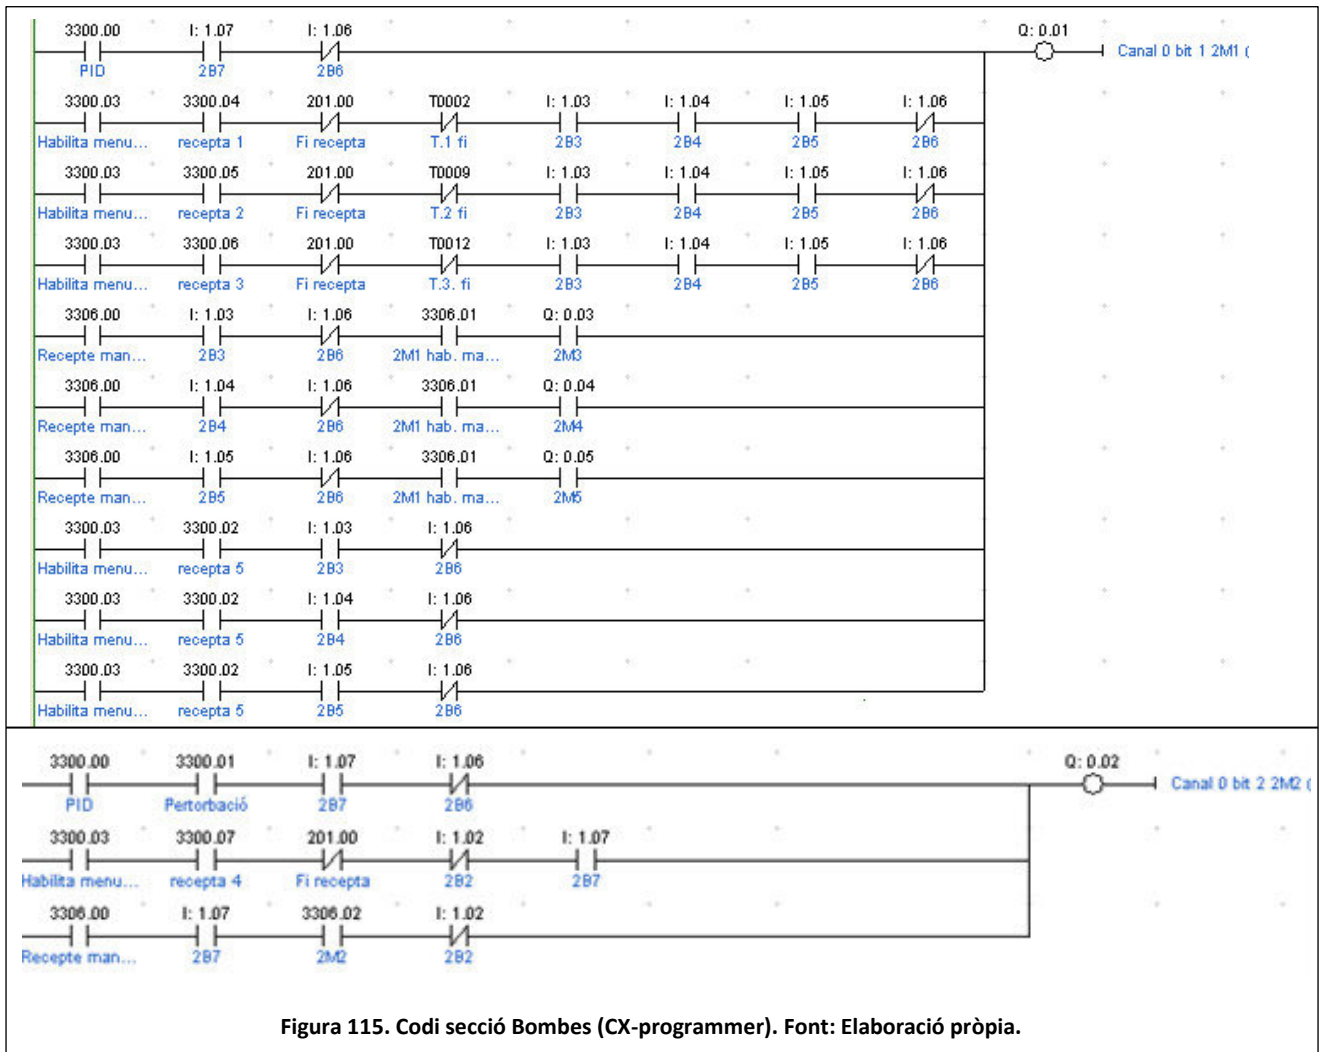 3300.00 I: 1.07 I: 1.06 Q: 0.01
Canal 0 bit 1 2M1 (
PID 2B7 2B6
3300.03 3300.04 201.00 T0002 I: 1.03 I: 1.04 I: 1.05 I: 1.06
Habilita menu... recepta 1 Fi recepta T.1 fi 2B3 2B4 2B5 2B6
3300.03 3300.05 201.00 T0009 I: 1.03 I: 1.04 I: 1.05 I: 1.06
Habilita menu... recepta 2 Fi recepta T.2 fi 2B3 2B4 2B5 2B6
3300.03 3300.06 201.00 T0012 I: 1.03 I: 1.04 I: 1.05 I: 1.06
Habilita menu... recepta 3 Fi recepta T.3. fi 2B3 2B4 2B5 2B6
3306.00 I: 1.03 I: 1.06 3306.01 Q: 0.03
Recepte man... 2B3 2B6 2M1 hab. ma... 2M3
3306.00 I: 1.04 I: 1.06 3306.01 Q: 0.04
Recepte man... 2B4 2B6 2M1 hab. ma... 2M4
3306.00 I: 1.05 I: 1.06 3306.01 Q: 0.05
Recepte man... 2B5 2B6 2M1 hab. ma... 2M5
3300.03 3300.02 I: 1.03 I: 1.06
Habilita menu... recepta 5 2B3 2B6
3300.03 3300.02 I: 1.04 I: 1.06
Habilita menu... recepta 5 2B4 2B6
3300.03 3300.02 I: 1.05 I: 1.06
Habilita menu... recepta 5 2B5 2B6
3300.00 3300.01 I: 1.07 I: 1.06 Q: 0.02
Canal 0 bit 2 2M2 (
PID Pertorbació 2B7 2B6
3300.03 3300.07 201.00 I: 1.02 I: 1.07
Habilita menu... recepta 4 Fi recepta 2B2 2B7
3306.00 I: 1.07 3306.02 I: 1.02
Recepte man... 2B7 2M2 2B2
Figura 115. Codi secció Bombes (CX-programmer). Font: Elaboració pròpia.